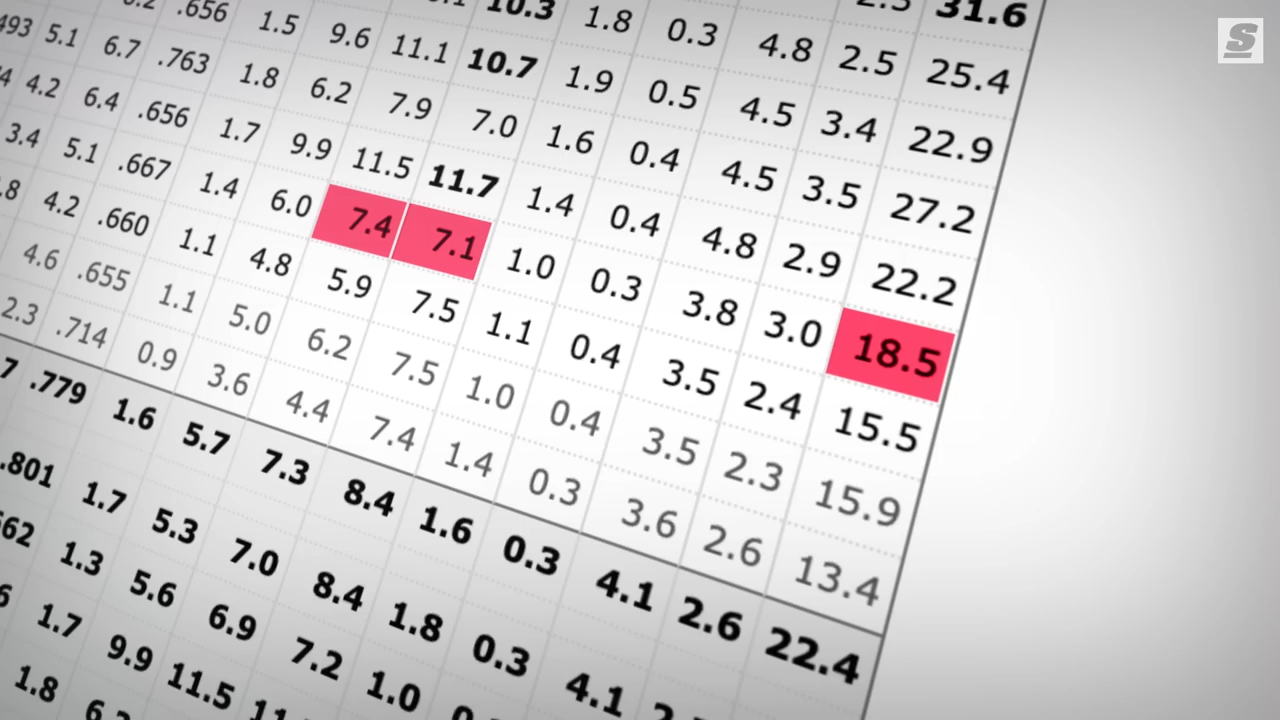 S
31.6
10.3 1.8 0.3 4.8 2.5 25.4
.656 1.5 9.6 11.1 10.7 1.9 0.5 4.5 3.4 22.9
493 5.1 6.7 .763 1.8 6.2 7.9 7.0 1.6 0.4 4.5 3.5 27.2
4 4.2 6.4 .656 1.7 9.9 11.5 11.7 1.4 0.4 4.8 2.9 22.2
3.4 5.1 .667 1.4 6.0 7.4 7.1 1.0 0.3 3.8 3.0 18.5
.8 4.2 .660 1.1 4.8 5.9 7.5 1.1 0.4 3.5 2.4 15.5
4.6 .655 1.1 5.0 6.2 7.5 1.0 0.4 3.5 2.3 15.9
2.3 .714 0.9 3.6 4.4 7.4 1.4 0.3 3.6 2.6 13.4
7 .779 1.6 5.7 7.3 8.4 1.6 0.3 4.1 2.6 22.4
.801 1.7 5.3 7.0 8.4 1.8 0.3 4.1
62 1.3 5.6 6.9 7.2 1.0
6 1.7 9.9 11.5
1.8